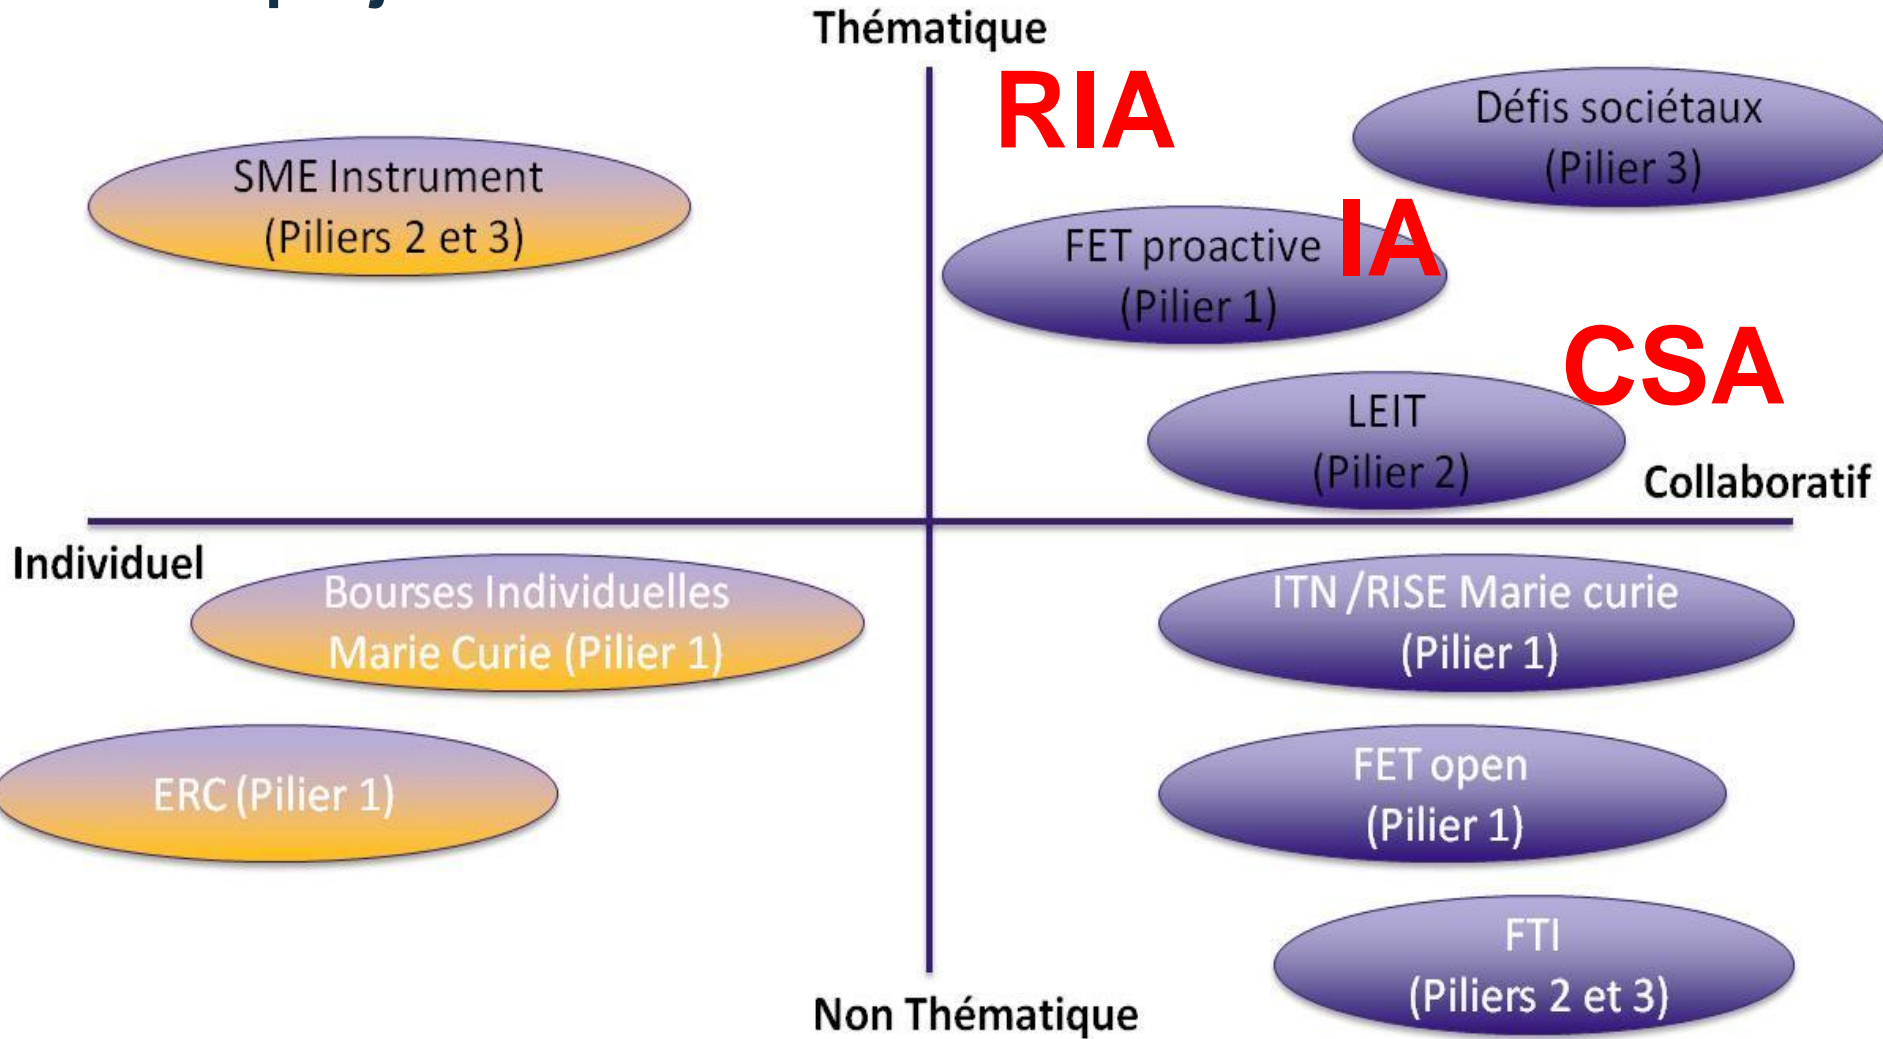 Thématique
RIA
Défis sociétaux
(Pilier 3)
SME Instrument
(Piliers 2 et 3)
FET proactive
(Pilier 1)
IA
CSA
LEIT
(Pilier 2)
Collaboratif
Individuel
Bourses Individuelles
Marie Curie (Pilier 1)
ITN /RISE Marie curie
(Pilier 1)
ERC (Pilier 1)
FET open
(Pilier 1)
FTI
(Piliers 2 et 3)
Non Thématique